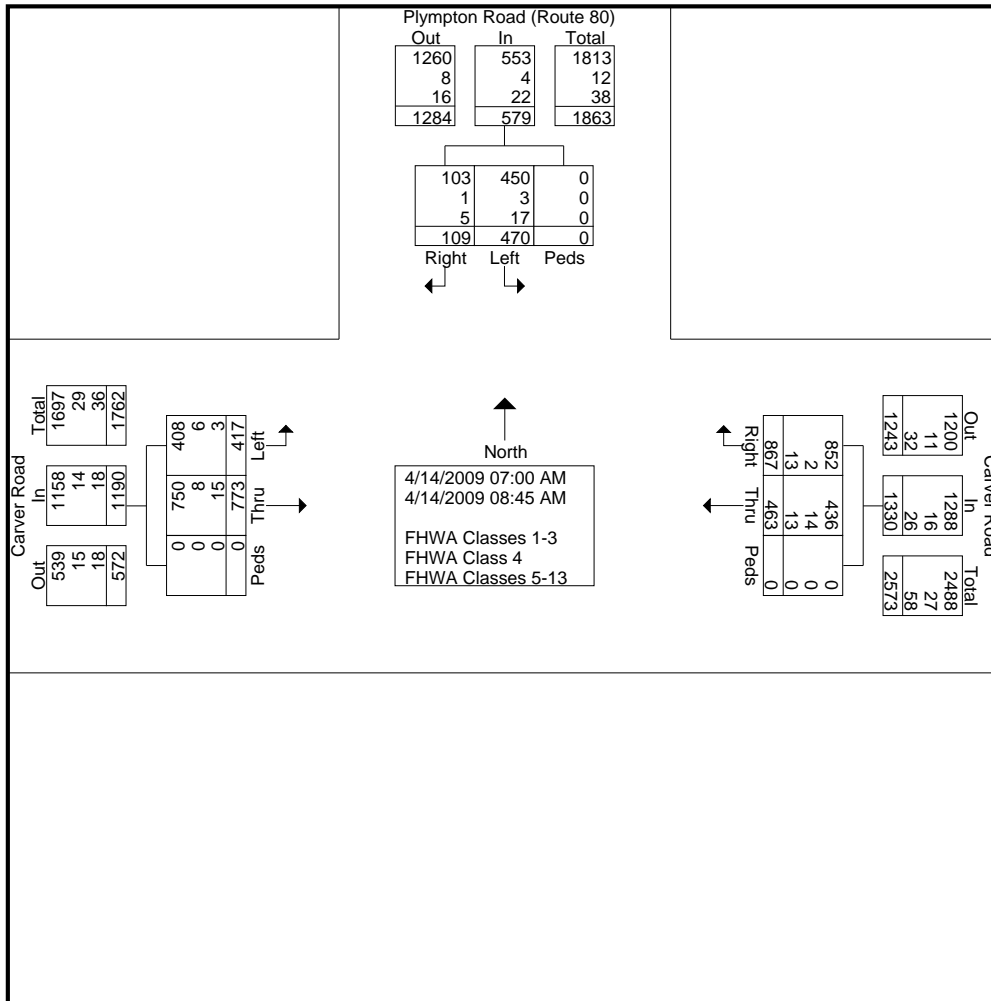 Plympton Road (Route 80)
Out In Total
1260 553 1813
8 4 12
16 22 38
1284 579 1863
103 450 0
1 3 0
5 17 0
109 470 0
Right Left Peds
Carver Road
Total In Out
1697 1158 539
29 14 15
36 18 18
1762 1190 572
408 750 0
6 8 0
3 15 0
417 773 0
Left Thru Peds
North
4/14/2009 07:00 AM
4/14/2009 08:45 AM
FHWA Classes 1-3
FHWA Class 4
FHWA Classes 5-13
Right Thru Peds
852 436 0
2 14 0
13 13 0
867 463 0
Carver Road
Out In Total
1200 1288 2488
11 16 27
32 26 58
1243 1330 2573